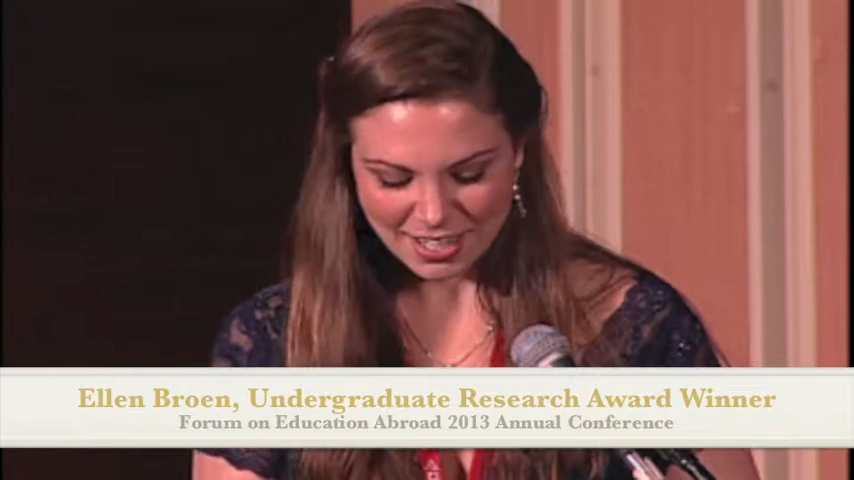 Ellen Broen, Undergraduate Research Award Winner
Forum on Education Abroad 2013 Annual Conference